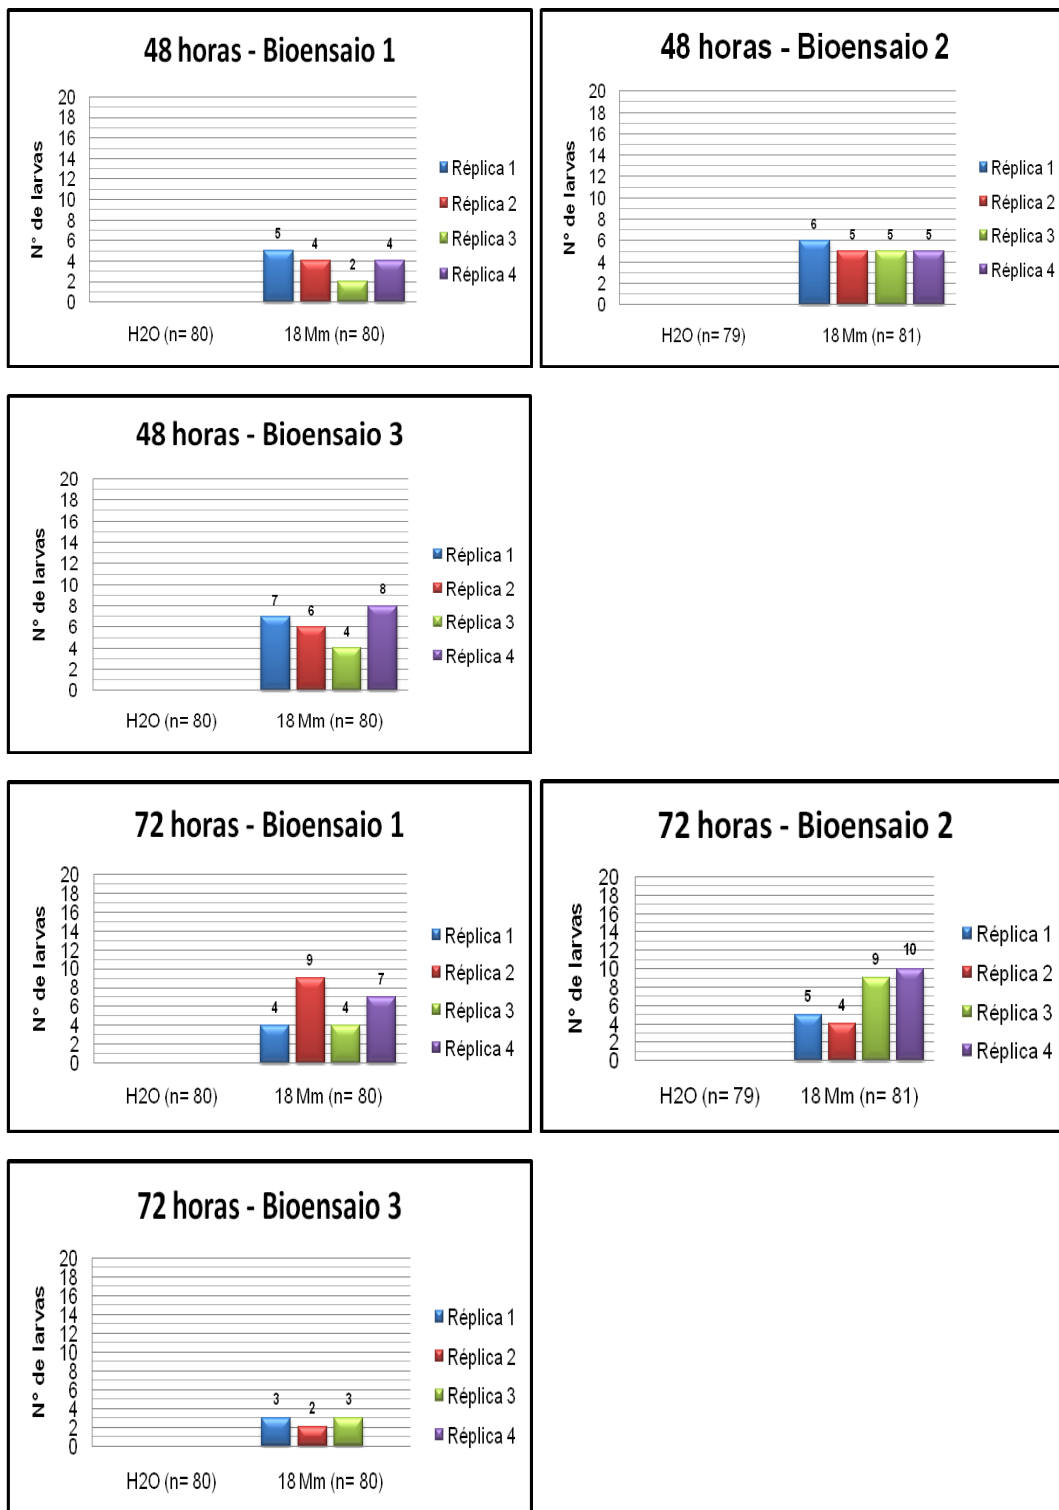 48 horas - Bioensaio 1
N° de larvas
20
18
16
14
12
10
8
6
4
2
0
5
4
2
4
H2O (n= 80)
18 Mm (n= 80)
Réplica 1
Réplica 2
Réplica 3
Réplica 4
48 horas - Bioensaio 2
N° de larvas
20
18
16
14
12
10
8
6
4
2
0
6
5
5
5
H2O (n= 79)
18 Mm (n= 81)
Réplica 1
Réplica 2
Réplica 3
Réplica 4
48 horas - Bioensaio 3
N° de larvas
20
18
16
14
12
10
8
6
4
2
0
7
6
4
8
H2O (n= 80)
18 Mm (n= 80)
Réplica 1
Réplica 2
Réplica 3
Réplica 4
72 horas - Bioensaio 1
N° de larvas
20
18
16
14
12
10
8
6
4
2
0
4
9
4
7
H2O (n= 80)
18 Mm (n= 80)
Réplica 1
Réplica 2
Réplica 3
Réplica 4
72 horas - Bioensaio 2
N° de larvas
20
18
16
14
12
10
8
6
4
2
0
5
4
9
10
H2O (n= 79)
18 Mm (n= 81)
Réplica 1
Réplica 2
Réplica 3
Réplica 4
72 horas - Bioensaio 3
N° de larvas
20
18
16
14
12
10
8
6
4
2
0
3
2
3
H2O (n= 80)
18 Mm (n= 80)
Réplica 1
Réplica 2
Réplica 3
Réplica 4